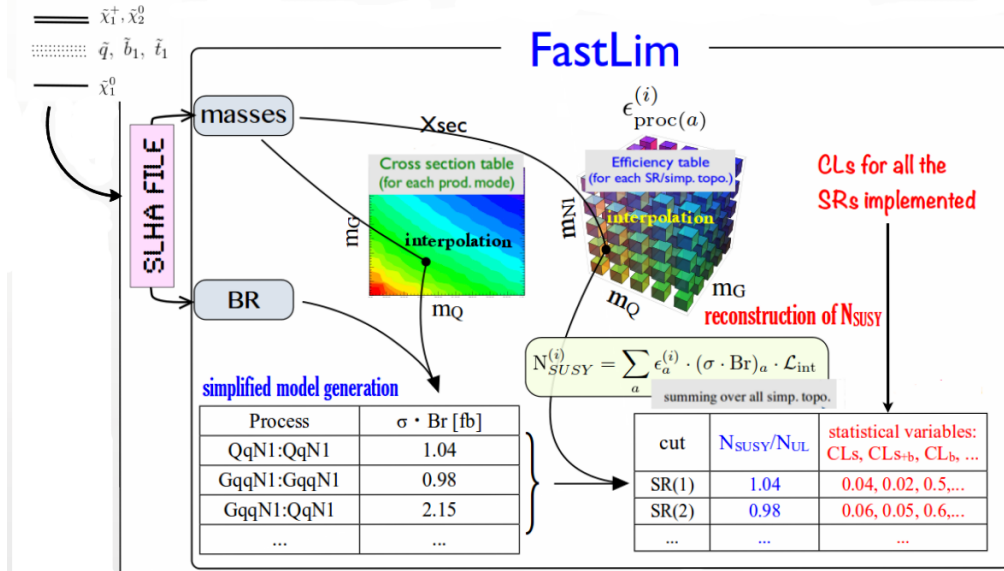 χ̃₁⁺, χ̃₂⁰
q̃, b̃₁, t̃₁
χ̃₁⁰
FastLim
SLHA FILE
masses
BR
Xsec
Cross section table
(for each prod. mode)
interpolation
m_G
m_Q
ϵ^{(i)}_{proc(a)}
Efficiency table
(for each SR/simp. topo.)
interpolation
m_N1
m_Q
m_G
CLs for all the
SRs implemented
reconstruction of N_SUSY
N^{(i)}_{SUSY} = ∑_a ϵ_a^{(i)} · (σ · Br)_a · ℒ_int
summing over all simp. topo.
simplified model generation
Process σ · Br [fb]
QqN1:QqN1 1.04
GqqN1:GqqN1 0.98
GqqN1:QqN1 2.15
... ...
cut N_SUSY/N_UL statistical variables:
CLs, CLs+b, CLb, ...
SR(1) 1.04 0.04, 0.02, 0.5,...
SR(2) 0.98 0.06, 0.05, 0.6,...
... ... ...